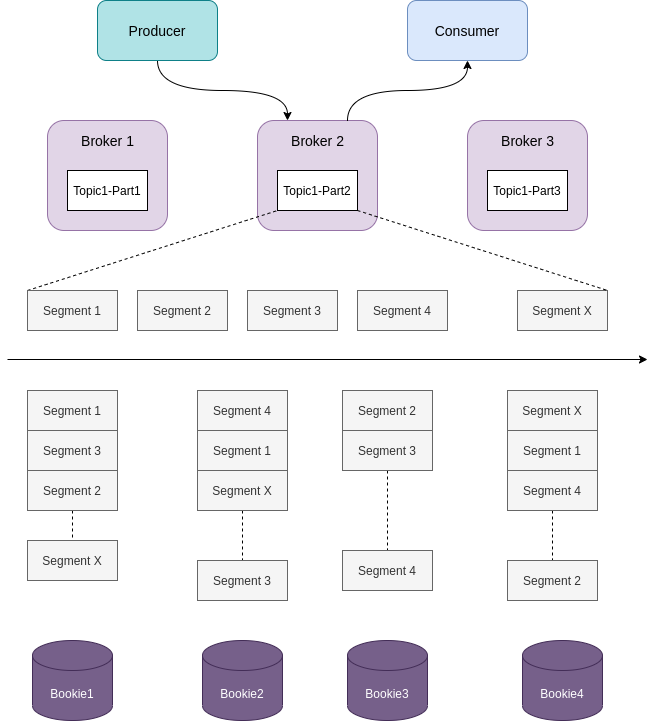 Producer
Consumer
Broker 1
Broker 2
Broker 3
Topic1-Part1
Topic1-Part2
Topic1-Part3
Segment 1
Segment 2
Segment 3
Segment 4
Segment X
Segment 1
Segment 3
Segment 2
Segment X
Segment 4
Segment 1
Segment X
Segment 3
Segment 2
Segment 3
Segment 4
Segment X
Segment 1
Segment 4
Segment 2
Bookie1
Bookie2
Bookie3
Bookie4